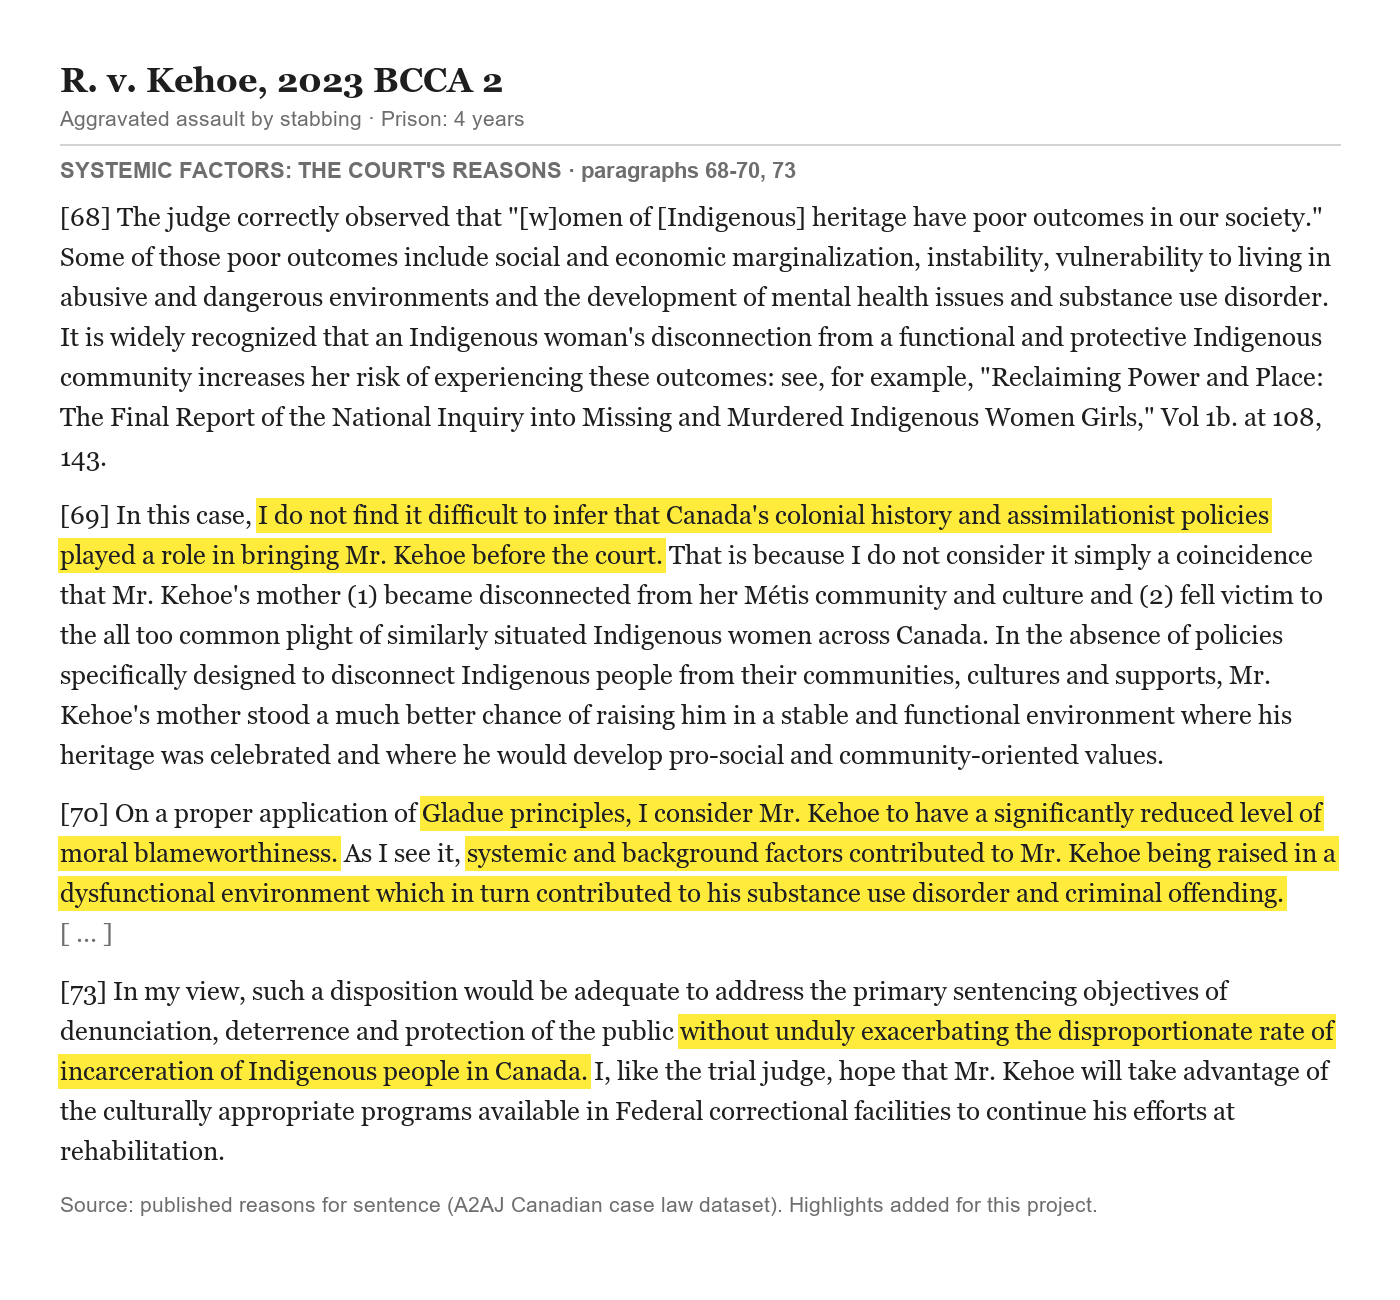 R. v. Kehoe, 2023 BCCA 2
Aggravated assault by stabbing · Prison: 4 years
SYSTEMIC FACTORS: THE COURT'S REASONS · paragraphs 68-70, 73
[68] The judge correctly observed that "[w]omen of [Indigenous] heritage have poor outcomes in our society."
Some of those poor outcomes include social and economic marginalization, instability, vulnerability to living in
abusive and dangerous environments and the development of mental health issues and substance use disorder.
It is widely recognized that an Indigenous woman's disconnection from a functional and protective Indigenous
community increases her risk of experiencing these outcomes: see, for example, "Reclaiming Power and Place:
The Final Report of the National Inquiry into Missing and Murdered Indigenous Women Girls," Vol 1b. at 108,
143.
[69] In this case, I do not find it difficult to infer that Canada's colonial history and assimilationist policies
played a role in bringing Mr. Kehoe before the court. That is because I do not consider it simply a coincidence
that Mr. Kehoe's mother (1) became disconnected from her Métis community and culture and (2) fell victim to
the all too common plight of similarly situated Indigenous women across Canada. In the absence of policies
specifically designed to disconnect Indigenous people from their communities, cultures and supports, Mr.
Kehoe's mother stood a much better chance of raising him in a stable and functional environment where his
heritage was celebrated and where he would develop pro-social and community-oriented values.
[70] On a proper application of Gladue principles, I consider Mr. Kehoe to have a significantly reduced level of
moral blameworthiness. As I see it, systemic and background factors contributed to Mr. Kehoe being raised in a
dysfunctional environment which in turn contributed to his substance use disorder and criminal offending.
[ ... ]
[73] In my view, such a disposition would be adequate to address the primary sentencing objectives of
denunciation, deterrence and protection of the public without unduly exacerbating the disproportionate rate of
incarceration of Indigenous people in Canada. I, like the trial judge, hope that Mr. Kehoe will take advantage of
the culturally appropriate programs available in Federal correctional facilities to continue his efforts at
rehabilitation.
Source: published reasons for sentence (A2AJ Canadian case law dataset). Highlights added for this project.